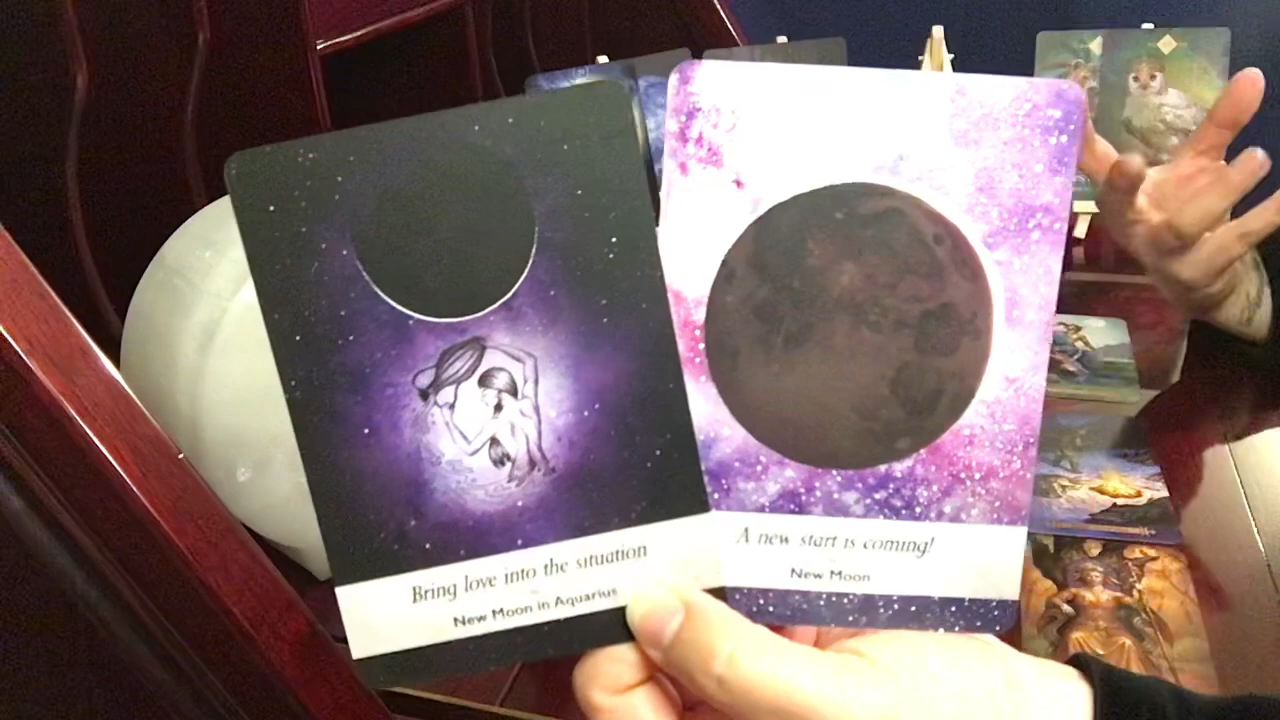 Bring love into the situation
New Moon in Aquarius
A new start is coming!
New Moon